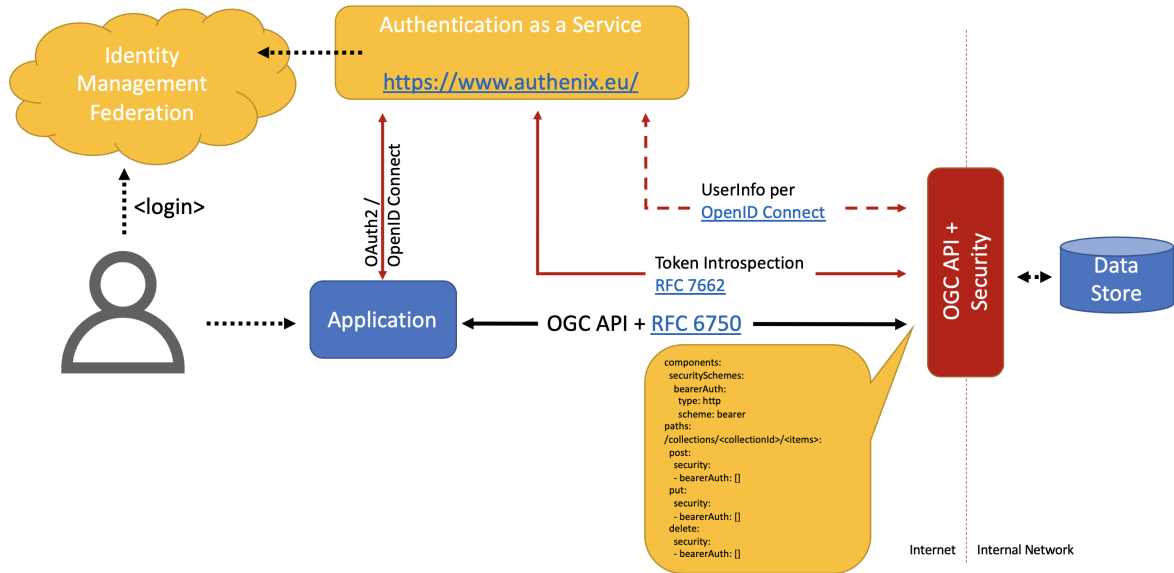 Authentication as a Service
https://www.authenix.eu/
Identity
Management
Federation
<login>
OAuth2 /
OpenID Connect
UserInfo per
OpenID Connect
Token Introspection
RFC 7662
Application
OGC API + RFC 6750
OGC API +
Security
Data
Store
components:
securitySchemes:
bearerAuth:
type: http
scheme: bearer
paths:
/collections/<collectionId>/<items>:
post:
security:
- bearerAuth: []
put:
security:
- bearerAuth: []
delete:
security:
- bearerAuth: []
Internet
Internal Network